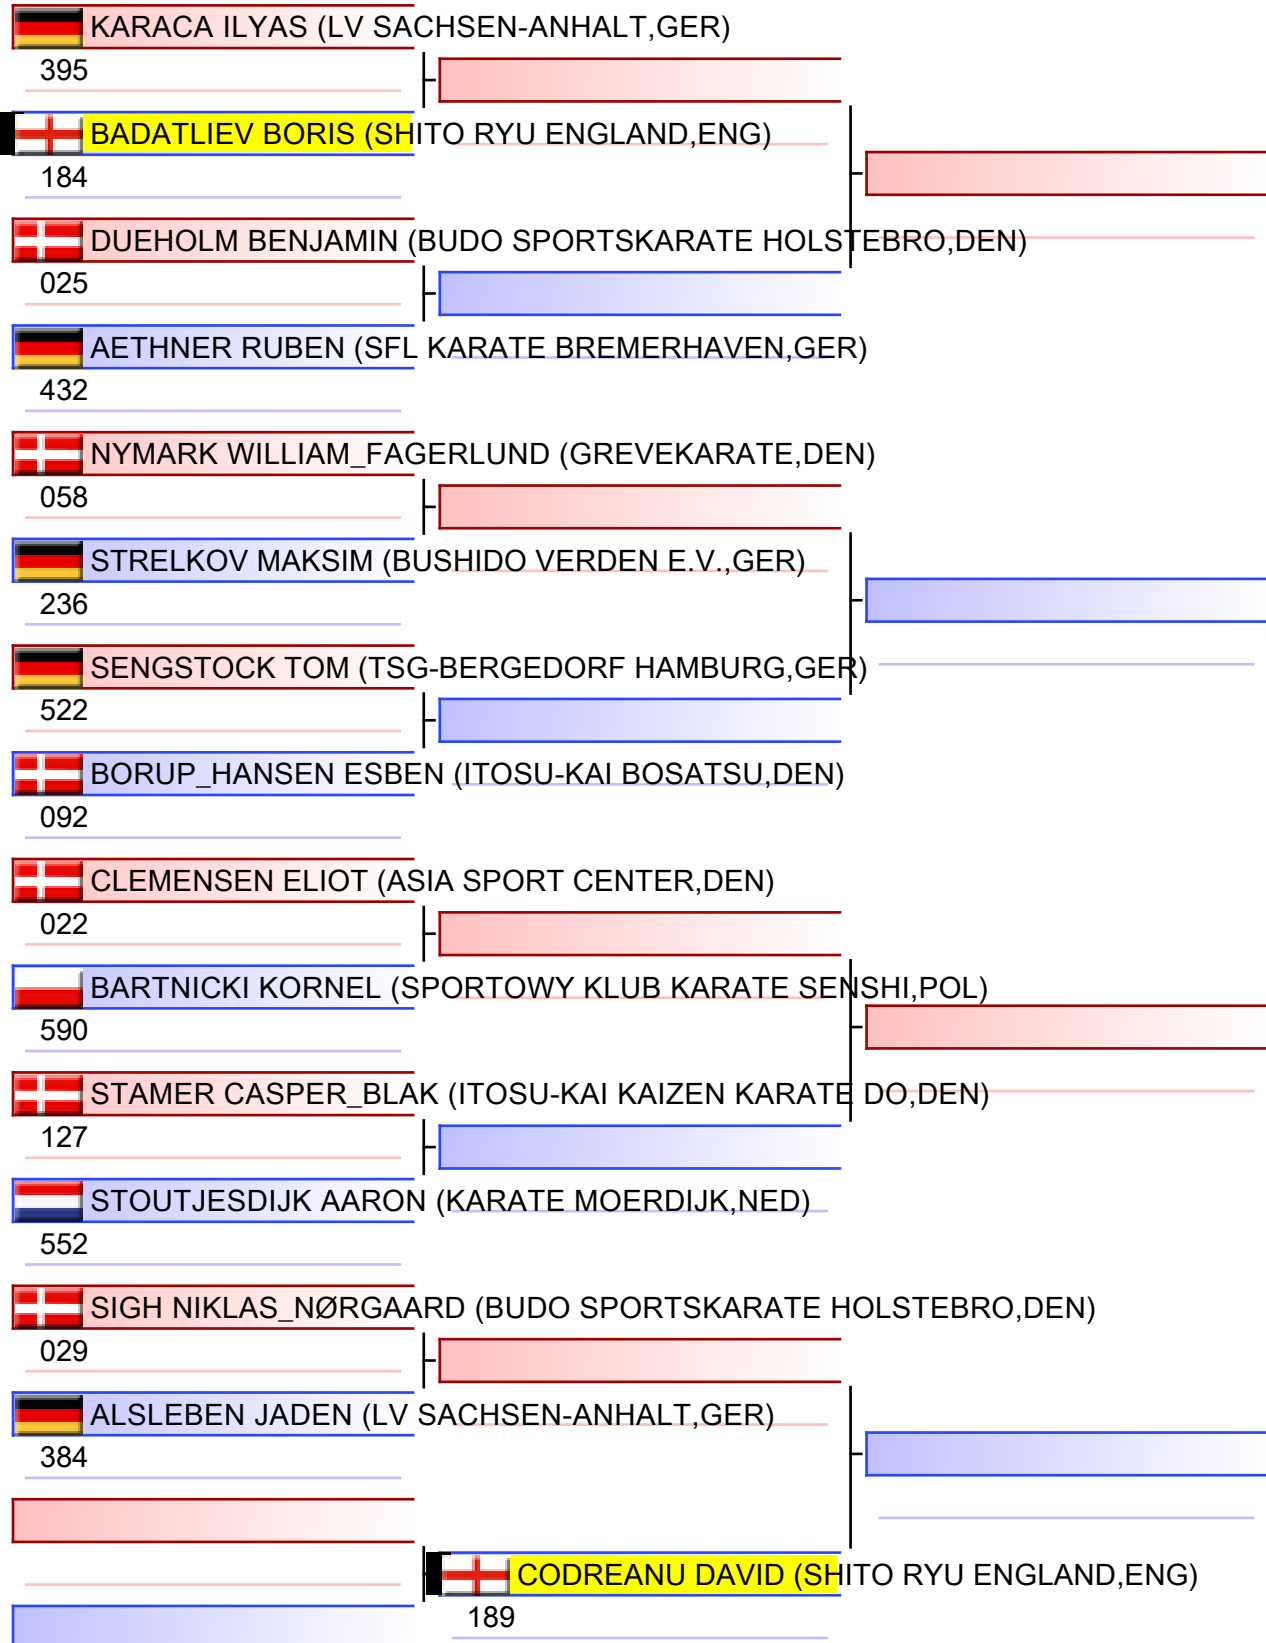 KARACA ILYAS (LV SACHSEN-ANHALT,GER)
395
BADATLIEV BORIS (SHITO RYU ENGLAND,ENG)
184
DUEHOLM BENJAMIN (BUDO SPORTSKARATE HOLSTEBRO,DEN)
025
AETHNER RUBEN (SFL KARATE BREMERHAVEN,GER)
432
NYMARK WILLIAM_FAGERLUND (GREVEKARATE,DEN)
058
STRELKOV MAKSIM (BUSHIDO VERDEN E.V.,GER)
236
SENGSTOCK TOM (TSG-BERGEDORF HAMBURG,GER)
522
BORUP_HANSEN ESBEN (ITOSU-KAI BOSATSU,DEN)
092
CLEMENSEN ELIOT (ASIA SPORT CENTER,DEN)
022
BARTNICKI KORNEL (SPORTOWY KLUB KARATE SENSHI,POL)
590
STAMER CASPER_BLAK (ITOSU-KAI KAIZEN KARATE DO,DEN)
127
STOUTJESDIJK AARON (KARATE MOERDIJK,NED)
552
SIGH NIKLAS_NØRGAARD (BUDO SPORTSKARATE HOLSTEBRO,DEN)
029
ALSLEBEN JADEN (LV SACHSEN-ANHALT,GER)
384
CODREANU DAVID (SHITO RYU ENGLAND,ENG)
189